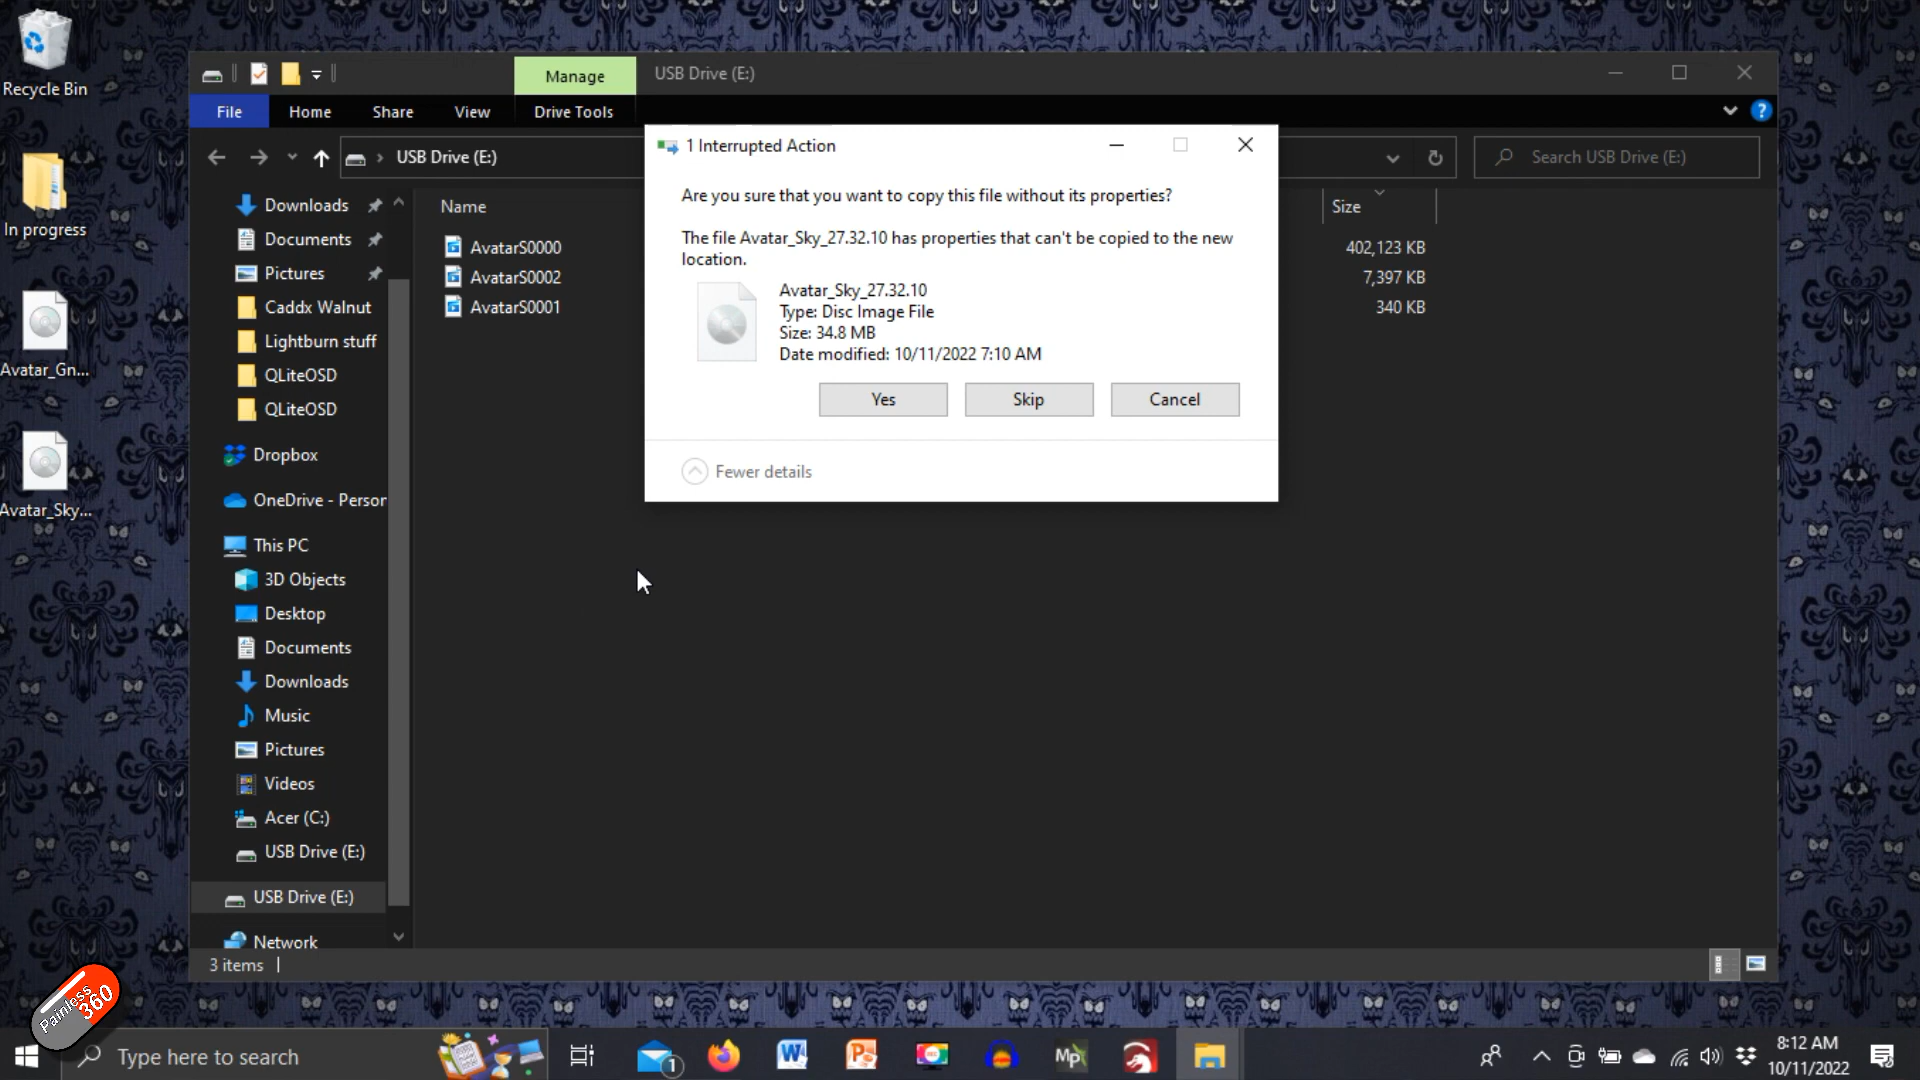 Recycle Bin
In progress
Avatar_Gn...
Avatar_Sky...
Manage
USB Drive (E:)
File
Home
Share
View
Drive Tools
USB Drive (E:)
Search USB Drive (E:)
Downloads
Documents
Pictures
Caddx Walnut
Lightburn stuff
QLiteOSD
QLiteOSD
Dropbox
OneDrive - Person
This PC
3D Objects
Desktop
Documents
Downloads
Music
Pictures
Videos
Acer (C:)
USB Drive (E:)
USB Drive (E:)
Network
Name
Size
AvatarS0000
402,123 KB
AvatarS0002
7,397 KB
AvatarS0001
340 KB
1 Interrupted Action
Are you sure that you want to copy this file without its properties?
The file Avatar_Sky_27.32.10 has properties that can't be copied to the new
location.
Avatar_Sky_27.32.10
Type: Disc Image File
Size: 34.8 MB
Date modified: 10/11/2022 7:10 AM
Yes
Skip
Cancel
Fewer details
3 items
Painless
360
Type here to search
1
8:12 AM
10/11/2022